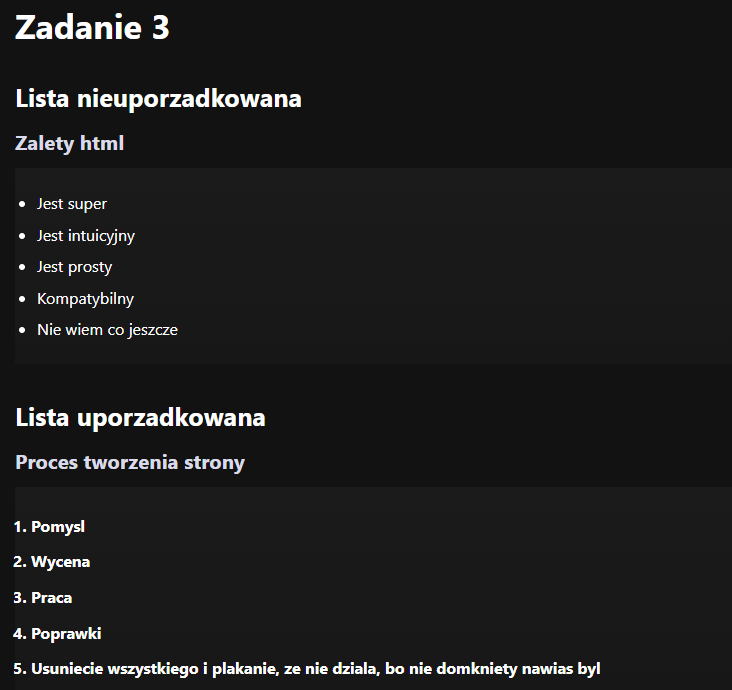 Zadanie 3
Lista nieuporzadkowana
Zalety html
• Jest super
• Jest intuicyjny
• Jest prosty
• Kompatybilny
• Nie wiem co jeszcze
Lista uporzadkowana
Proces tworzenia strony
1. Pomysl
2. Wycena
3. Praca
4. Poprawki
5. Usuniecie wszystkiego i plakanie, ze nie dziala, bo nie domkniety nawias byl